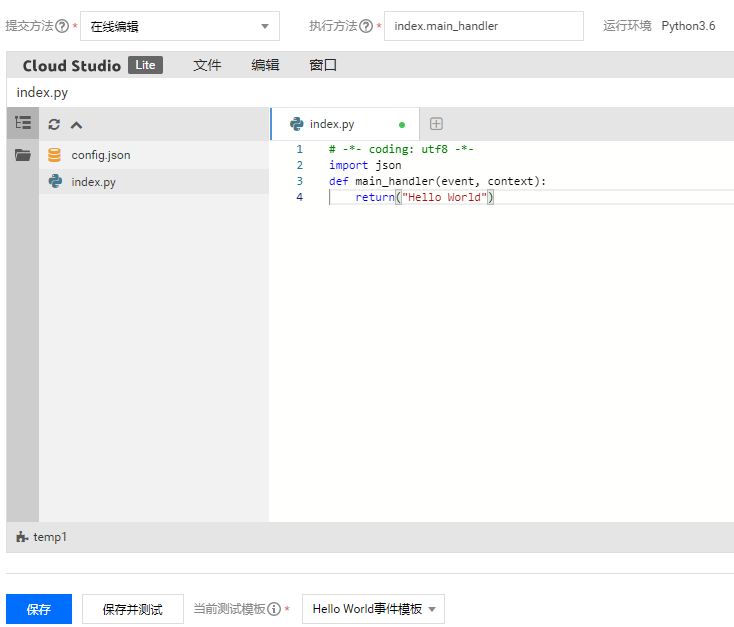 提交方法 * 在线编辑 执行方法 * index.main_handler 运行环境 Python3.6
Cloud Studio Lite 文件 编辑 窗口
index.py
index.py
config.json
index.py
1 # -*- coding: utf8 -*-
2 import json
3 def main_handler(event, context):
4 return("Hello World")
temp1
保存 保存并测试 当前测试模板 * Hello World事件模板